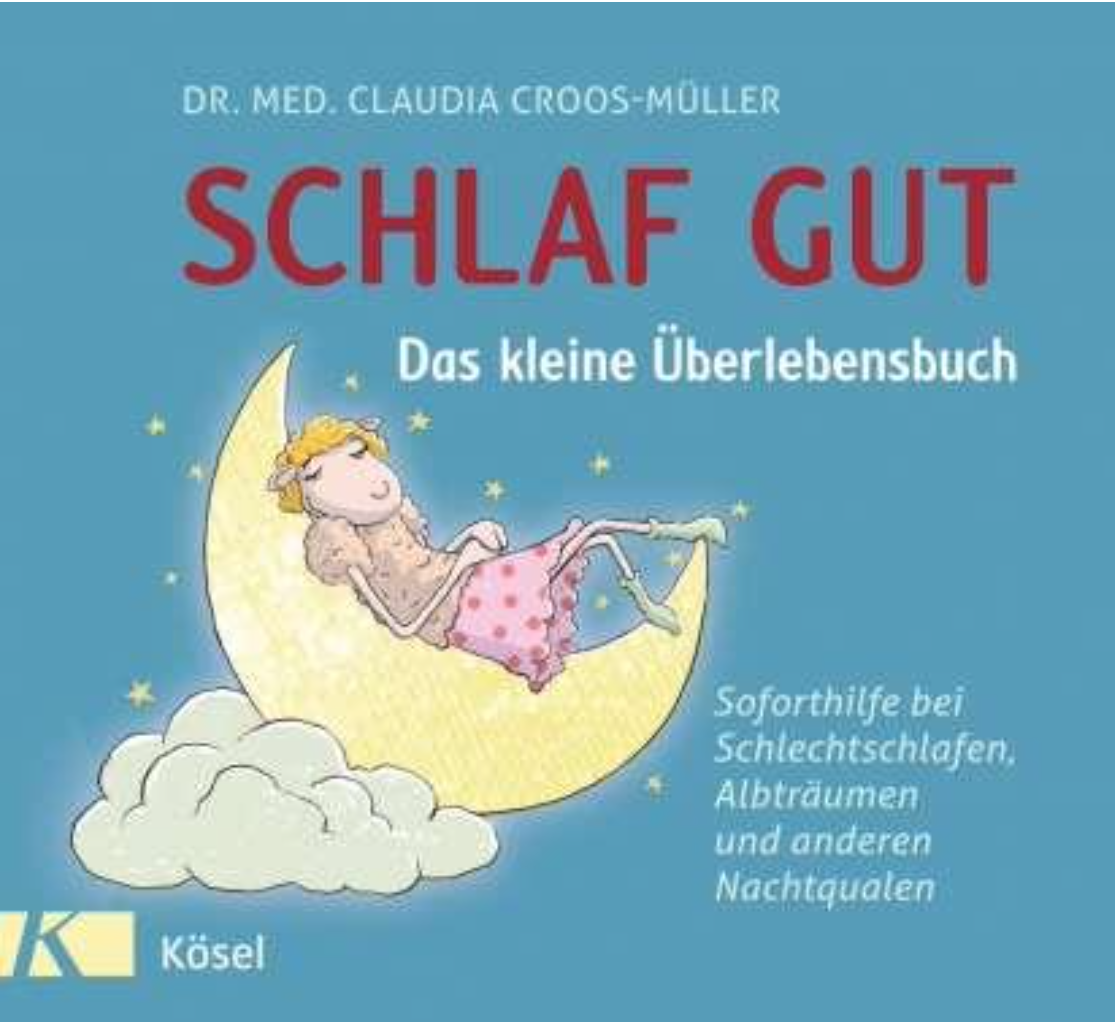 DR. MED. CLAUDIA CROOS-MÜLLER
SCHLAF GUT
Das kleine Überlebensbuch
Soforthilfe bei
Schlechtschlafen,
Albträumen
und anderen
Nachtqualen
K
Kösel